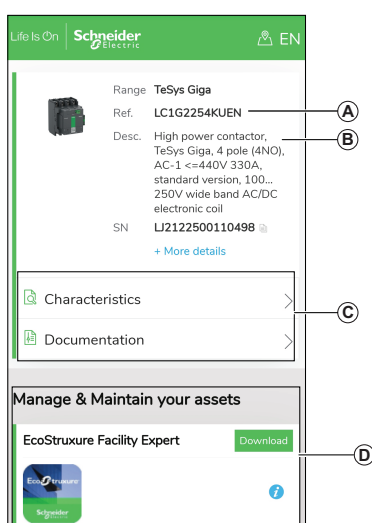 Life Is On Schneider Electric EN
Range TeSys Giga
Ref. LC1G2254KUEN A
Desc. High power contactor, B
TeSys Giga, 4 pole (4NO),
AC-1 <=440V 330A,
standard version, 100...
250V wide band AC/DC
electronic coil
SN LJ2122500110498
+ More details
Characteristics
C
Documentation
Manage & Maintain your assets
EcoStruxure Facility Expert Download
D
EcoStruxure
Schneider
i